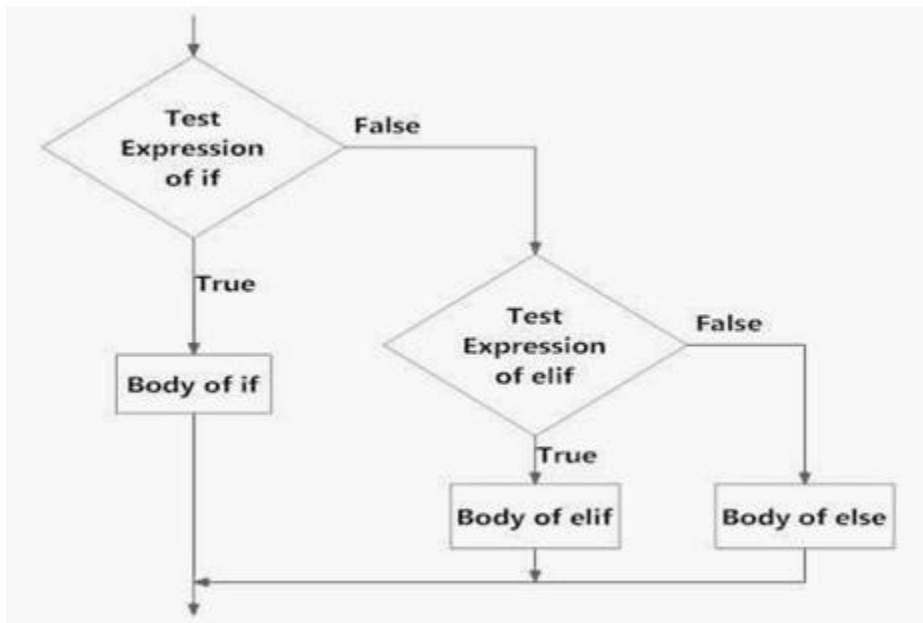 Test
Expression
of if
False
True
Body of if
Test
Expression
of elif
False
True
Body of elif
Body of else